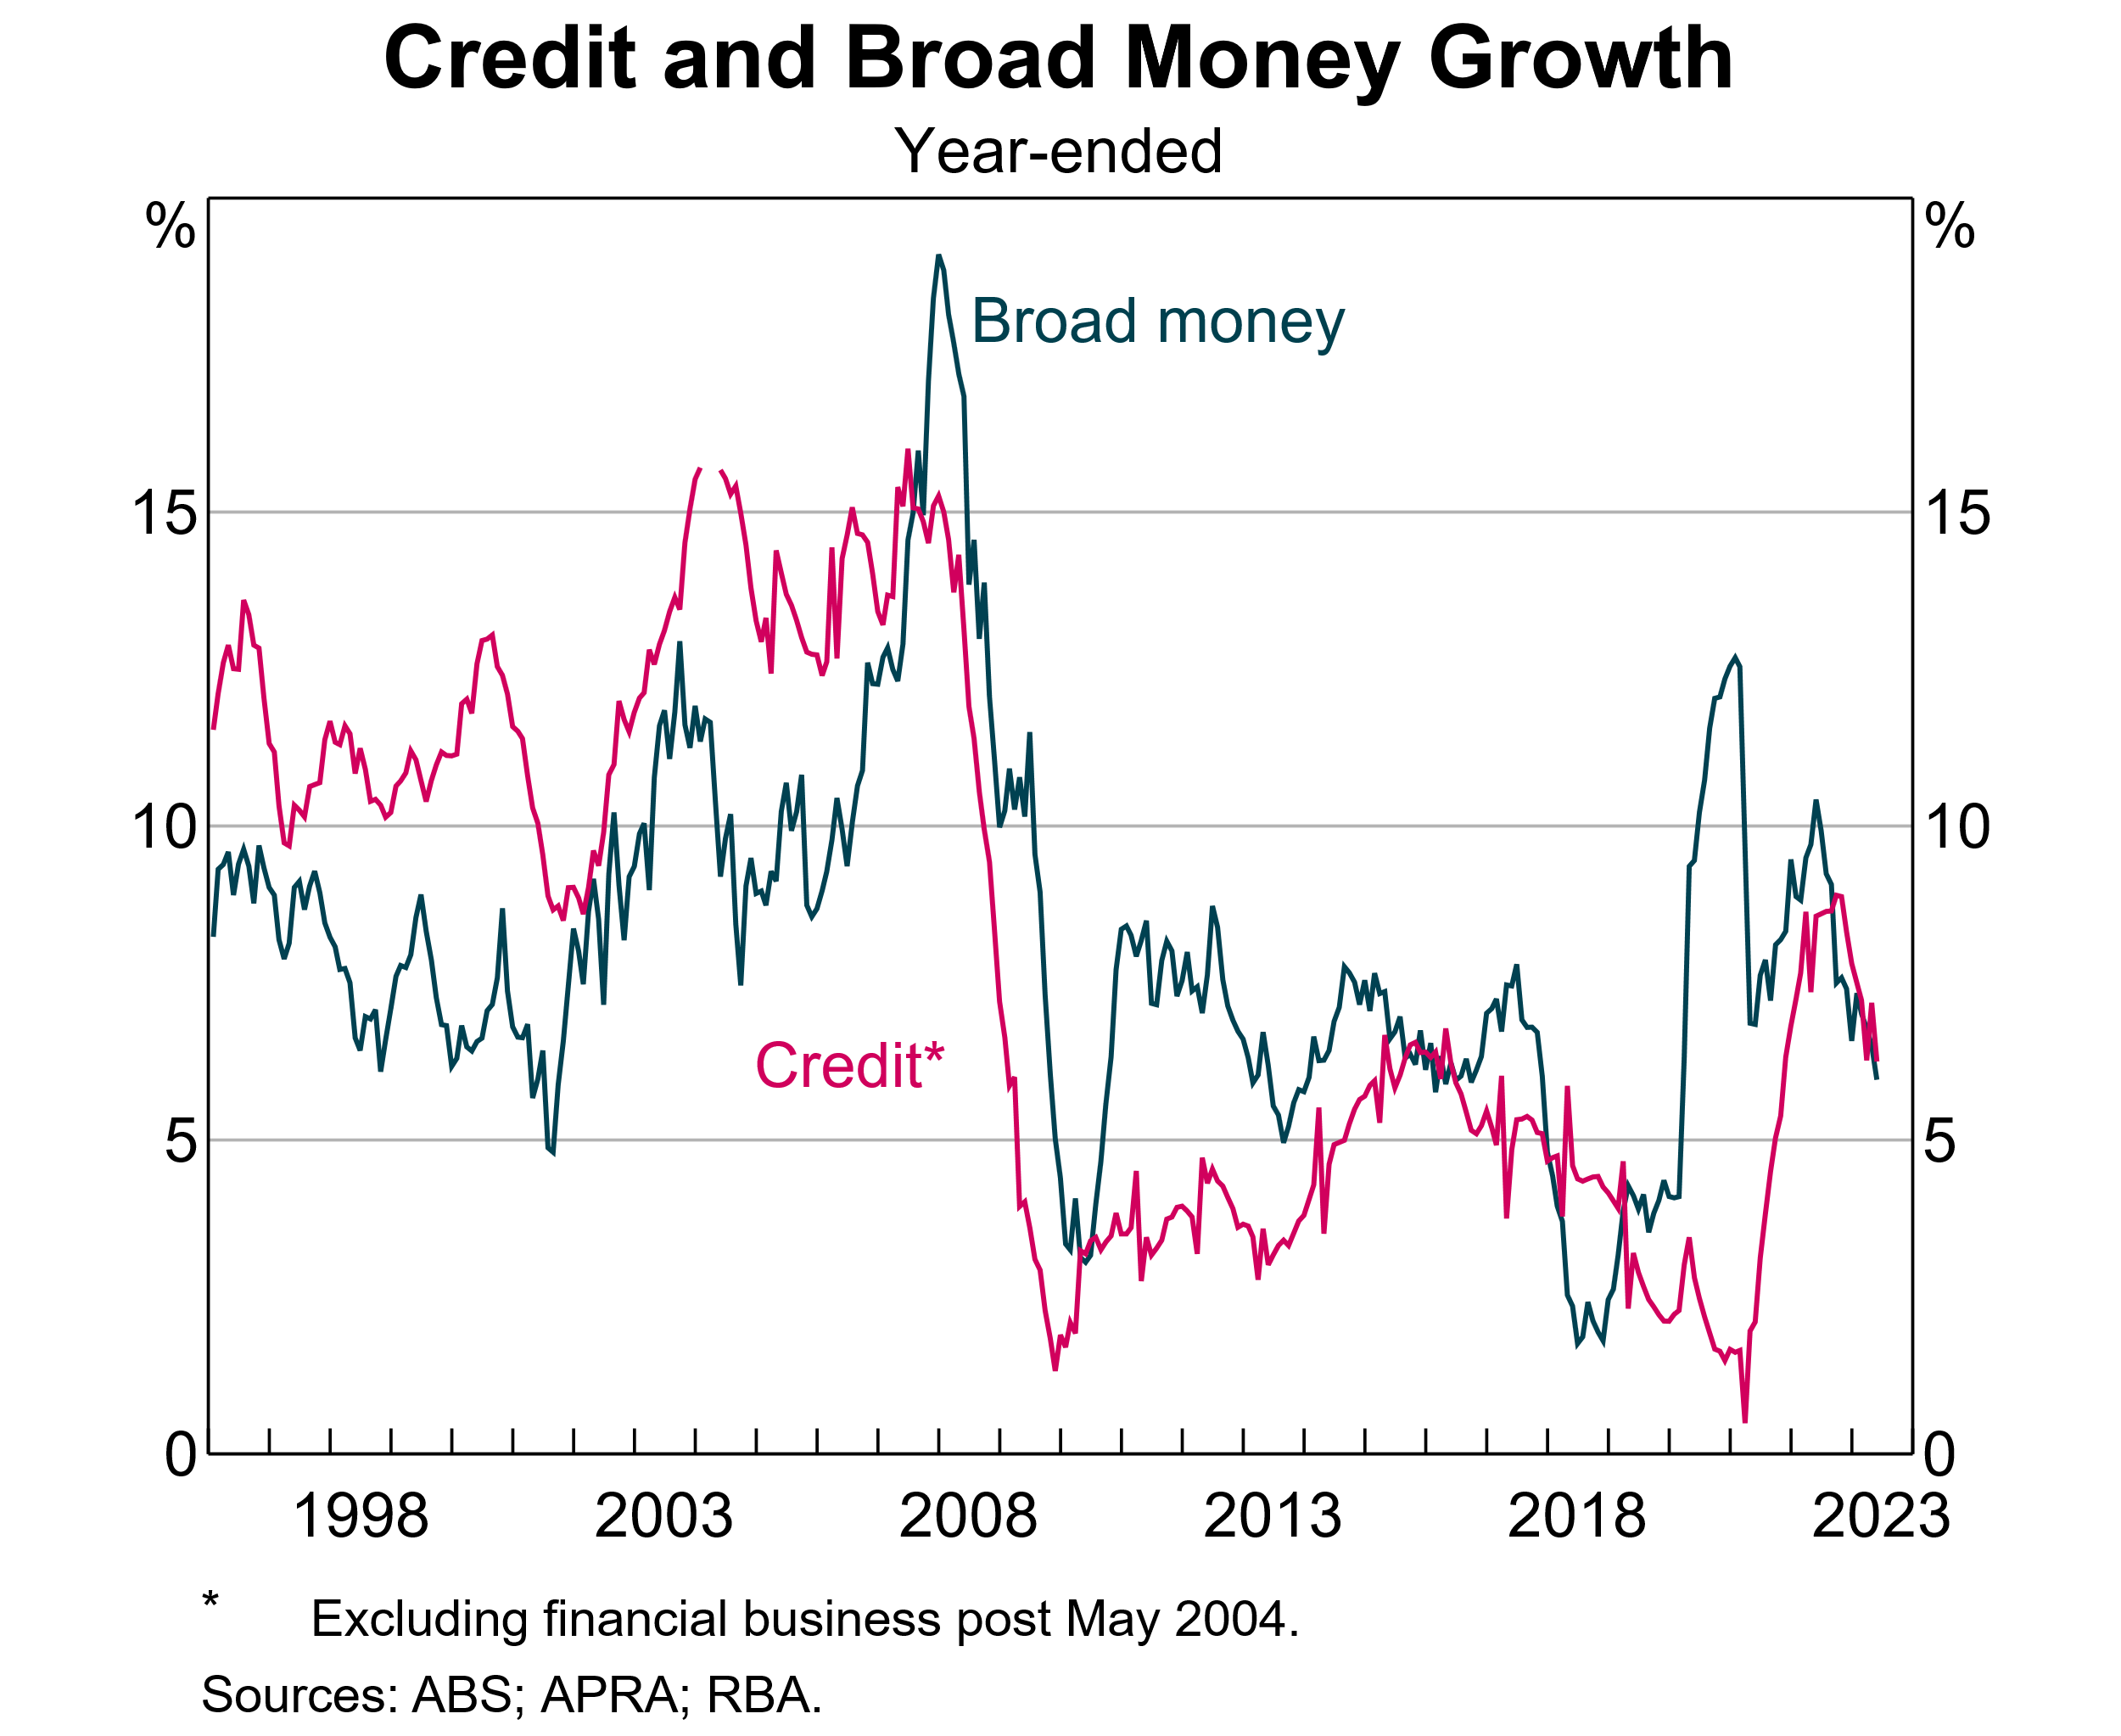 Credit and Broad Money Growth
Year-ended
% %
Broad money
15 15
10 10
Credit*
5 5
0 0
1998 2003 2008 2013 2018 2023
* Excluding financial business post May 2004.
Sources: ABS; APRA; RBA.